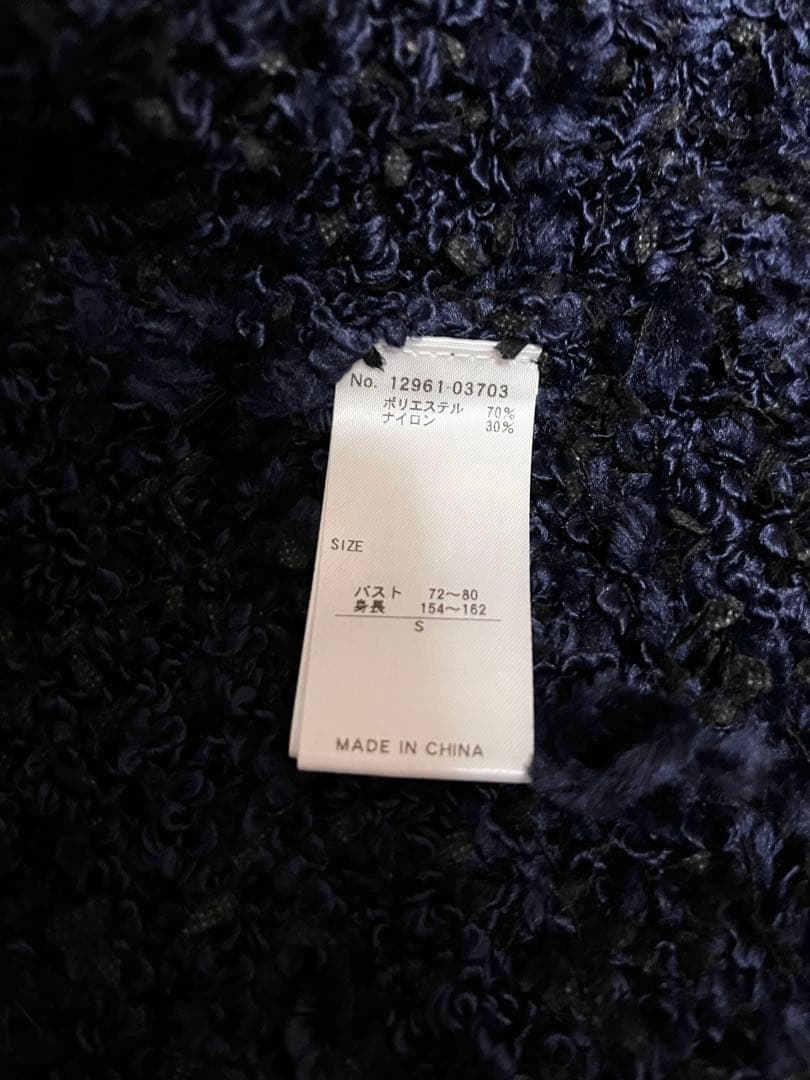 No. 12961-03703
ポリエステル 70%
ナイロン 30%
SIZE
バスト 72～80
身長 154～162
S
MADE IN CHINA